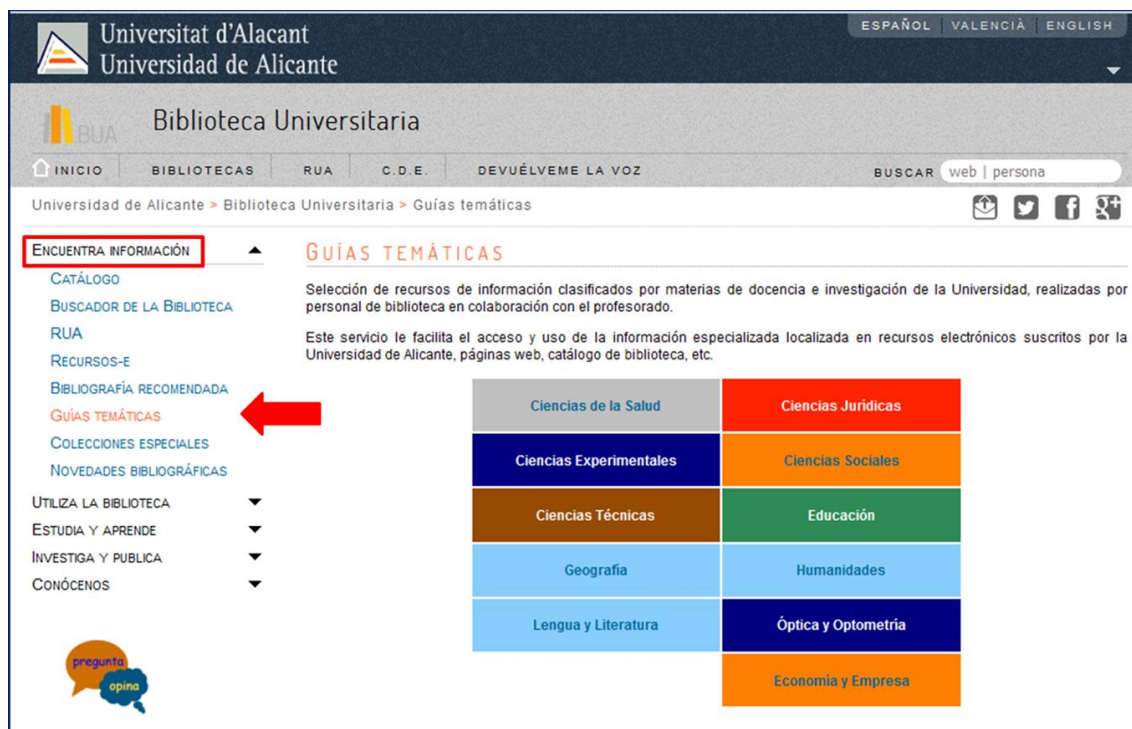 Universitat d'Alacant
Universidad de Alicante
ESPAÑOL VALENCIÀ ENGLISH
BUA
Biblioteca Universitaria
INICIO BIBLIOTECAS RUA C.D.E. DEVUÉLVEME LA VOZ BUSCAR web | persona
Universidad de Alicante > Biblioteca Universitaria > Guías temáticas
ENCUENTRA INFORMACIÓN
CATÁLOGO
BUSCADOR DE LA BIBLIOTECA
RUA
RECURSOS-E
BIBLIOGRAFÍA RECOMENDADA
GUÍAS TEMÁTICAS
COLECCIONES ESPECIALES
NOVEDADES BIBLIOGRÁFICAS
UTILIZA LA BIBLIOTECA
ESTUDIA Y APRENDE
INVESTIGA Y PUBLICA
CONÓCENOS
pregunta
opina
GUÍAS TEMÁTICAS
Selección de recursos de información clasificados por materias de docencia e investigación de la Universidad, realizadas por
personal de biblioteca en colaboración con el profesorado.
Este servicio le facilita el acceso y uso de la información especializada localizada en recursos electrónicos suscritos por la
Universidad de Alicante, páginas web, catálogo de biblioteca, etc.
Ciencias de la Salud Ciencias Jurídicas
Ciencias Experimentales Ciencias Sociales
Ciencias Técnicas Educación
Geografía Humanidades
Lengua y Literatura Óptica y Optometría
Economía y Empresa